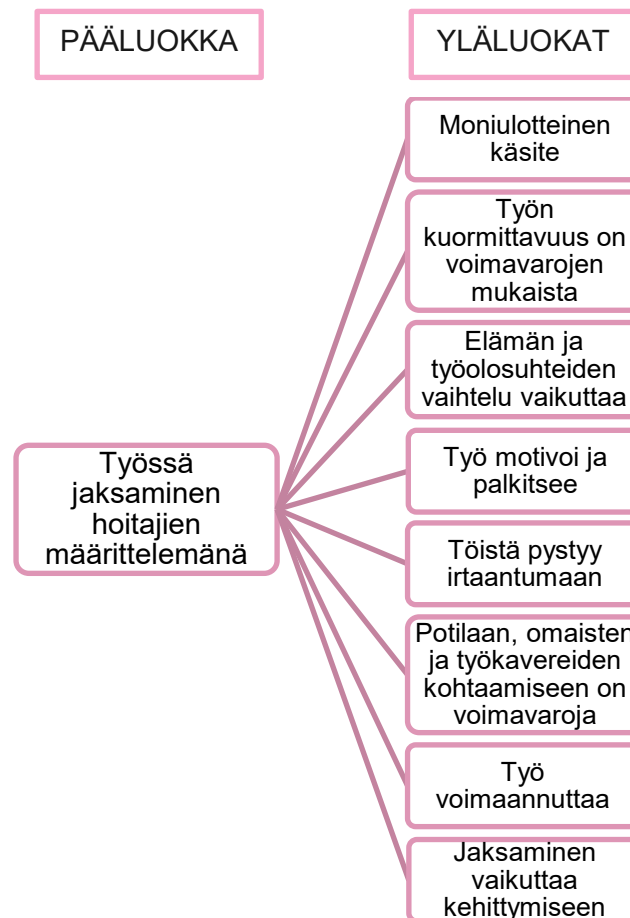 PÄÄLUOKKA
YLÄLUOKAT
Moniulotteinen
käsite
Työn
kuormittavuus on
voimavarojen
mukaista
Elämän ja
työolosuhteiden
vaihtelu vaikuttaa
Työssä
jaksaminen
hoitajien
määrittelemänä
Työ motivoi ja
palkitsee
Töistä pystyy
irtaantumaan
Potilaan, omaisten
ja työkavereiden
kohtaamiseen on
voimavaroja
Työ
voimaannuttaa
Jaksaminen
vaikuttaa
kehittymiseen